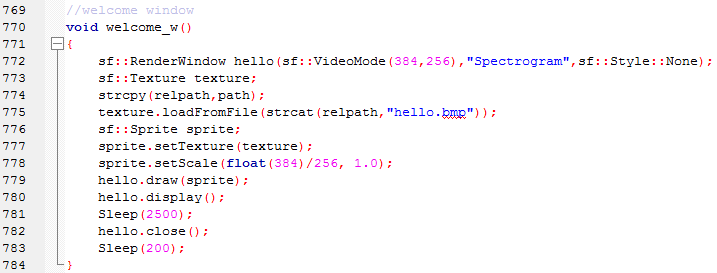 769 //welcome window
770 void welcome_w()
771 {
772 sf::RenderWindow hello(sf::VideoMode(384,256),"Spectrogram",sf::Style::None);
773 sf::Texture texture;
774 strcpy(relpath,path);
775 texture.loadFromFile(strcat(relpath,"hello.bmp"));
776 sf::Sprite sprite;
777 sprite.setTexture(texture);
778 sprite.setScale(float(384)/256, 1.0);
779 hello.draw(sprite);
780 hello.display();
781 Sleep(2500);
782 hello.close();
783 Sleep(200);
784 }